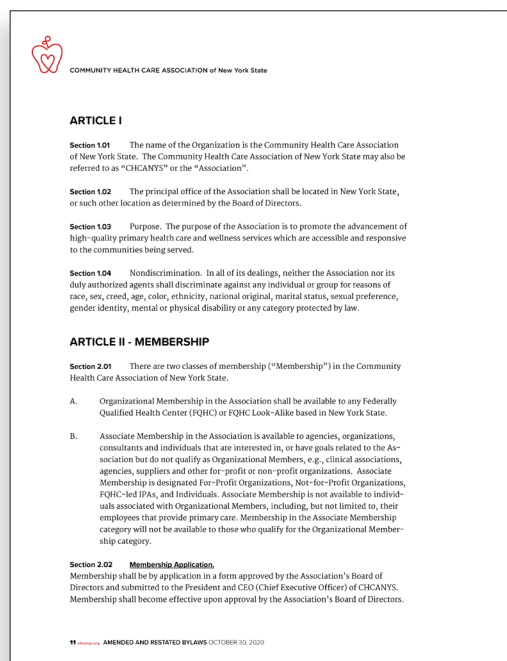 COMMUNITY HEALTH CARE ASSOCIATION of New York State
ARTICLE I
Section 1.01 The name of the Organization is the Community Health Care Association
of New York State. The Community Health Care Association of New York State may also be
referred to as “CHCANYS” or the “Association”.
Section 1.02 The principal office of the Association shall be located in New York State,
or such other location as determined by the Board of Directors.
Section 1.03 Purpose. The purpose of the Association is to promote the advancement of
high-quality primary health care and wellness services which are accessible and responsive
to the communities being served.
Section 1.04 Nondiscrimination. In all of its dealings, neither the Association nor its
duly authorized agents shall discriminate against any individual or group for reasons of
race, sex, creed, age, color, ethnicity, national original, marital status, sexual preference,
gender identity, mental or physical disability or any category protected by law.
ARTICLE II - MEMBERSHIP
Section 2.01 There are two classes of membership (“Membership”) in the Community
Health Care Association of New York State.
A. Organizational Membership in the Association shall be available to any Federally
Qualified Health Center (FQHC) or FQHC Look-Alike based in New York State.
B. Associate Membership in the Association is available to agencies, organizations,
consultants and individuals that are interested in, or have goals related to the As-
sociation but do not qualify as Organizational Members, e.g., clinical associations,
agencies, suppliers and other for-profit or non-profit organizations. Associate
Membership is designated For-Profit Organizations, Not-for-Profit Organizations,
FQHC-led IPAs, and Individuals. Associate Membership is not available to individ-
uals associated with Organizational Members, including, but not limited to, their
employees that provide primary care. Membership in the Associate Membership
category will not be available to those who qualify for the Organizational Member-
ship category.
Section 2.02 Membership Application.
Membership shall be by application in a form approved by the Association’s Board of
Directors and submitted to the President and CEO (Chief Executive Officer) of CHCANYS.
Membership shall become effective upon approval by the Association’s Board of Directors.
11 chcanys.org AMENDED AND RESTATED BYLAWS OCTOBER 30, 2020